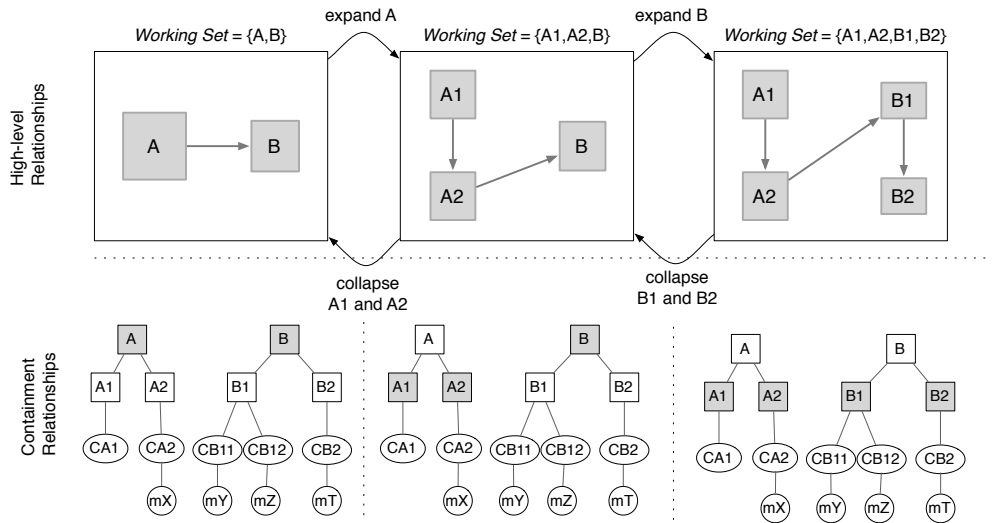 expand A
expand B
Working Set = {A,B}
Working Set = {A1,A2,B}
Working Set = {A1,A2,B1,B2}
High-level
Relationships
A
B
A1
A2
B
A1
A2
B1
B2
collapse
A1 and A2
collapse
B1 and B2
Containment
Relationships
A
B
A1
A2
B1
B2
CA1
CA2
CB11
CB12
CB2
mX
mY
mZ
mT
A
B
A1
A2
B1
B2
CA1
CA2
CB11
CB12
CB2
mX
mY
mZ
mT
A
B
A1
A2
B1
B2
CA1
CA2
CB11
CB12
CB2
mX
mY
mZ
mT